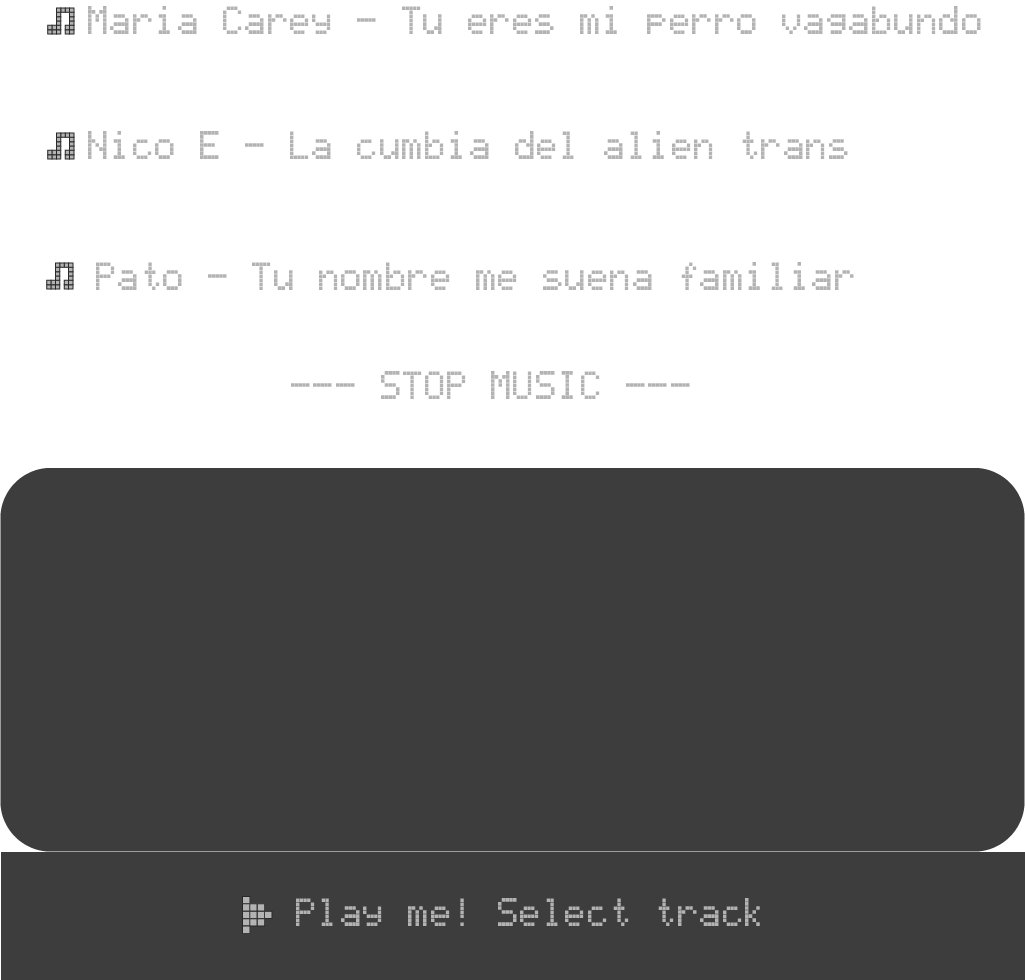 Maria Carey - Tu eres mi perro vagabundo
Nico E - La cumbia del alien trans
Pato - Tu nombre me suena familiar
--- STOP MUSIC ---
Play me! Select track